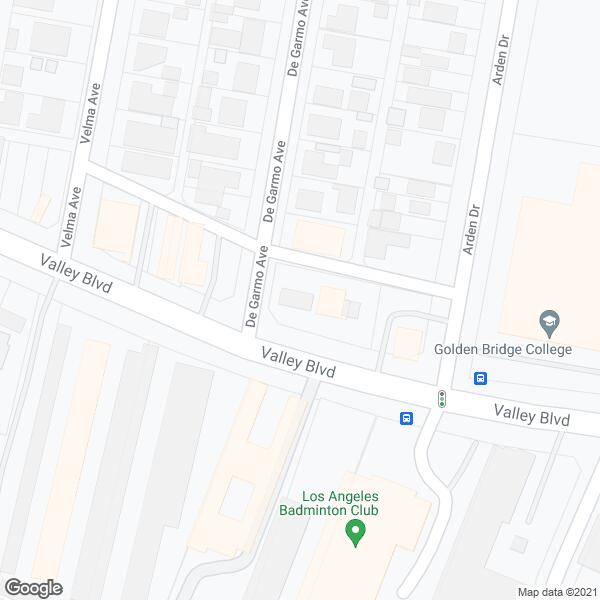 De Garmo Ave
Arden Dr
Velma Ave
De Garmo Ave
Velma Ave
Arden Dr
Valley Blvd
De Garmo Ave
Golden Bridge College
Valley Blvd
Valley Blvd
Los Angeles
Badminton Club
Google
Map data ©2021